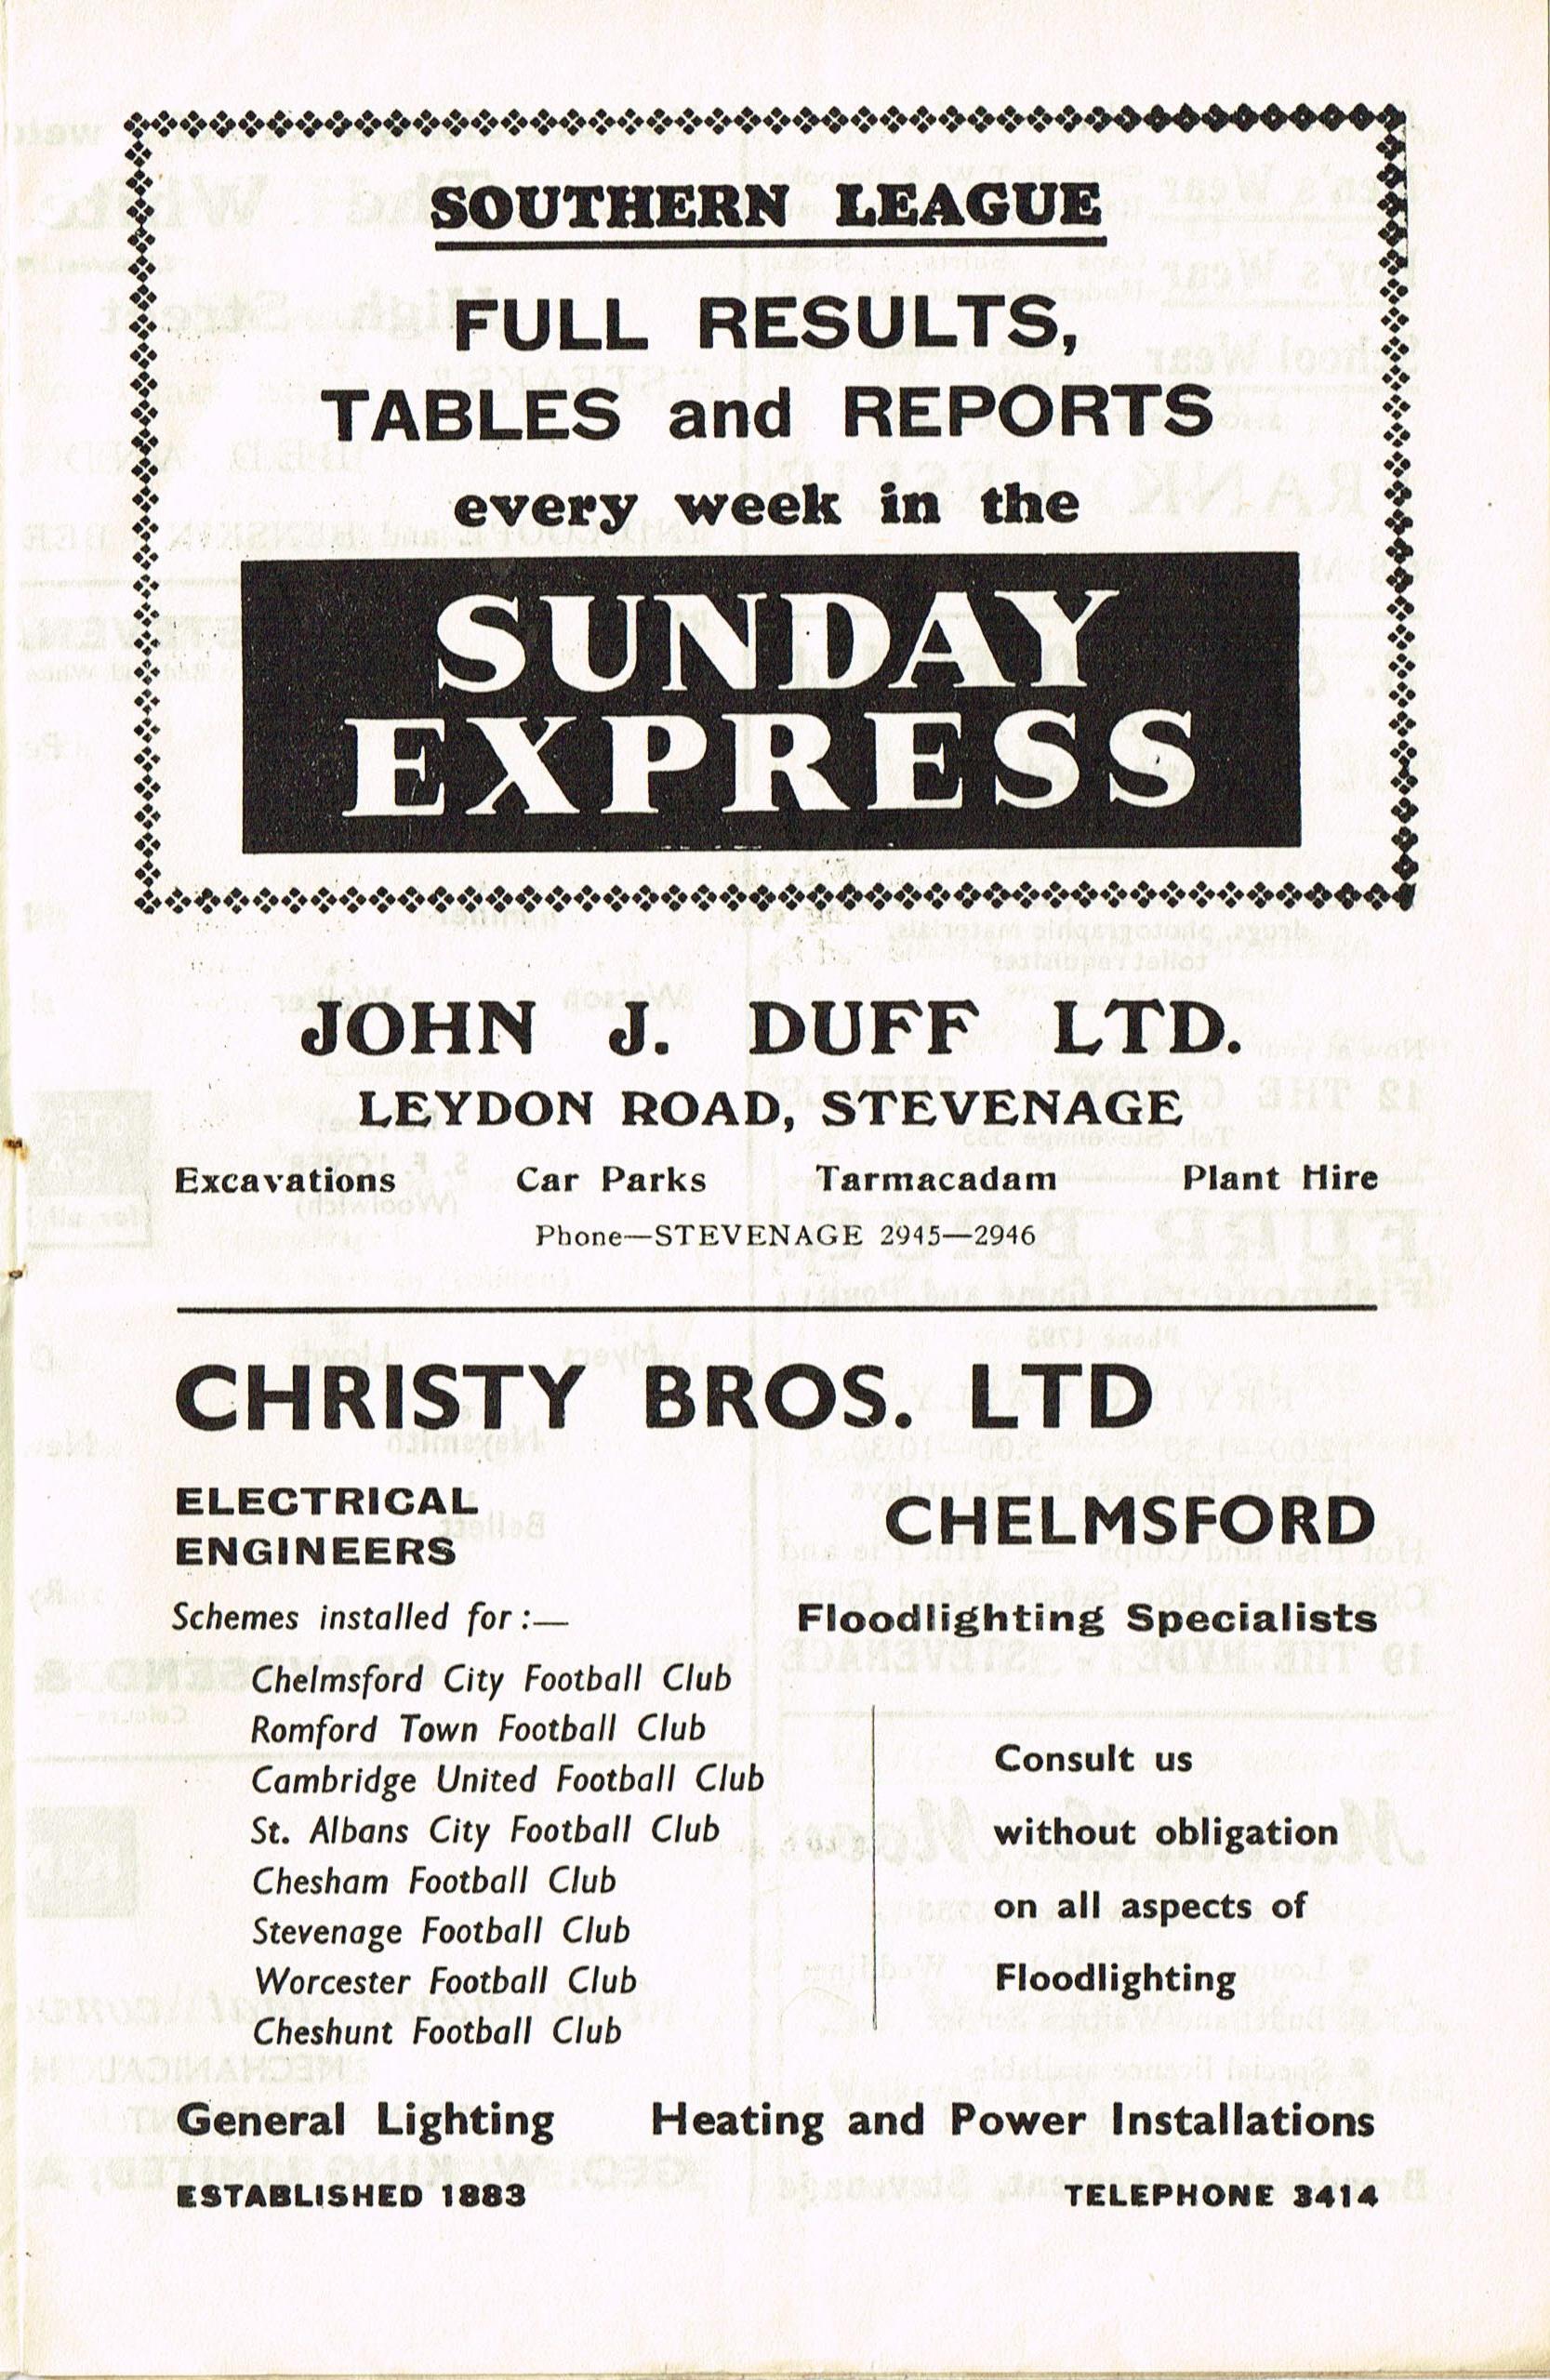 SOUTHERN LEAGUE
FULL RESULTS,
TABLES and REPORTS
every week in the
SUNDAY
EXPRESS
JOHN J. DUFF LTD.
LEYDON ROAD, STEVENAGE
Excavations Car Parks Tarmacadam Plant Hire
Phone—STEVENAGE 2945—2946
CHRISTY BROS. LTD
ELECTRICAL
ENGINEERS
CHELMSFORD
Schemes installed for :—
Floodlighting Specialists
Chelmsford City Football Club
Romford Town Football Club
Cambridge United Football Club
St. Albans City Football Club
Chesham Football Club
Stevenage Football Club
Worcester Football Club
Cheshunt Football Club
Consult us
without obligation
on all aspects of
Floodlighting
General Lighting Heating and Power Installations
ESTABLISHED 1883 TELEPHONE 3414